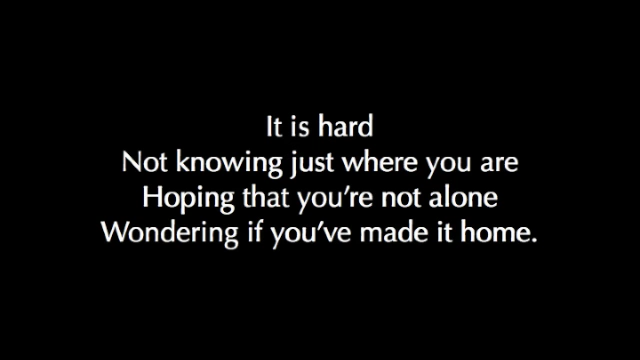 It is hard
Not knowing just where you are
Hoping that you're not alone
Wondering if you've made it home.